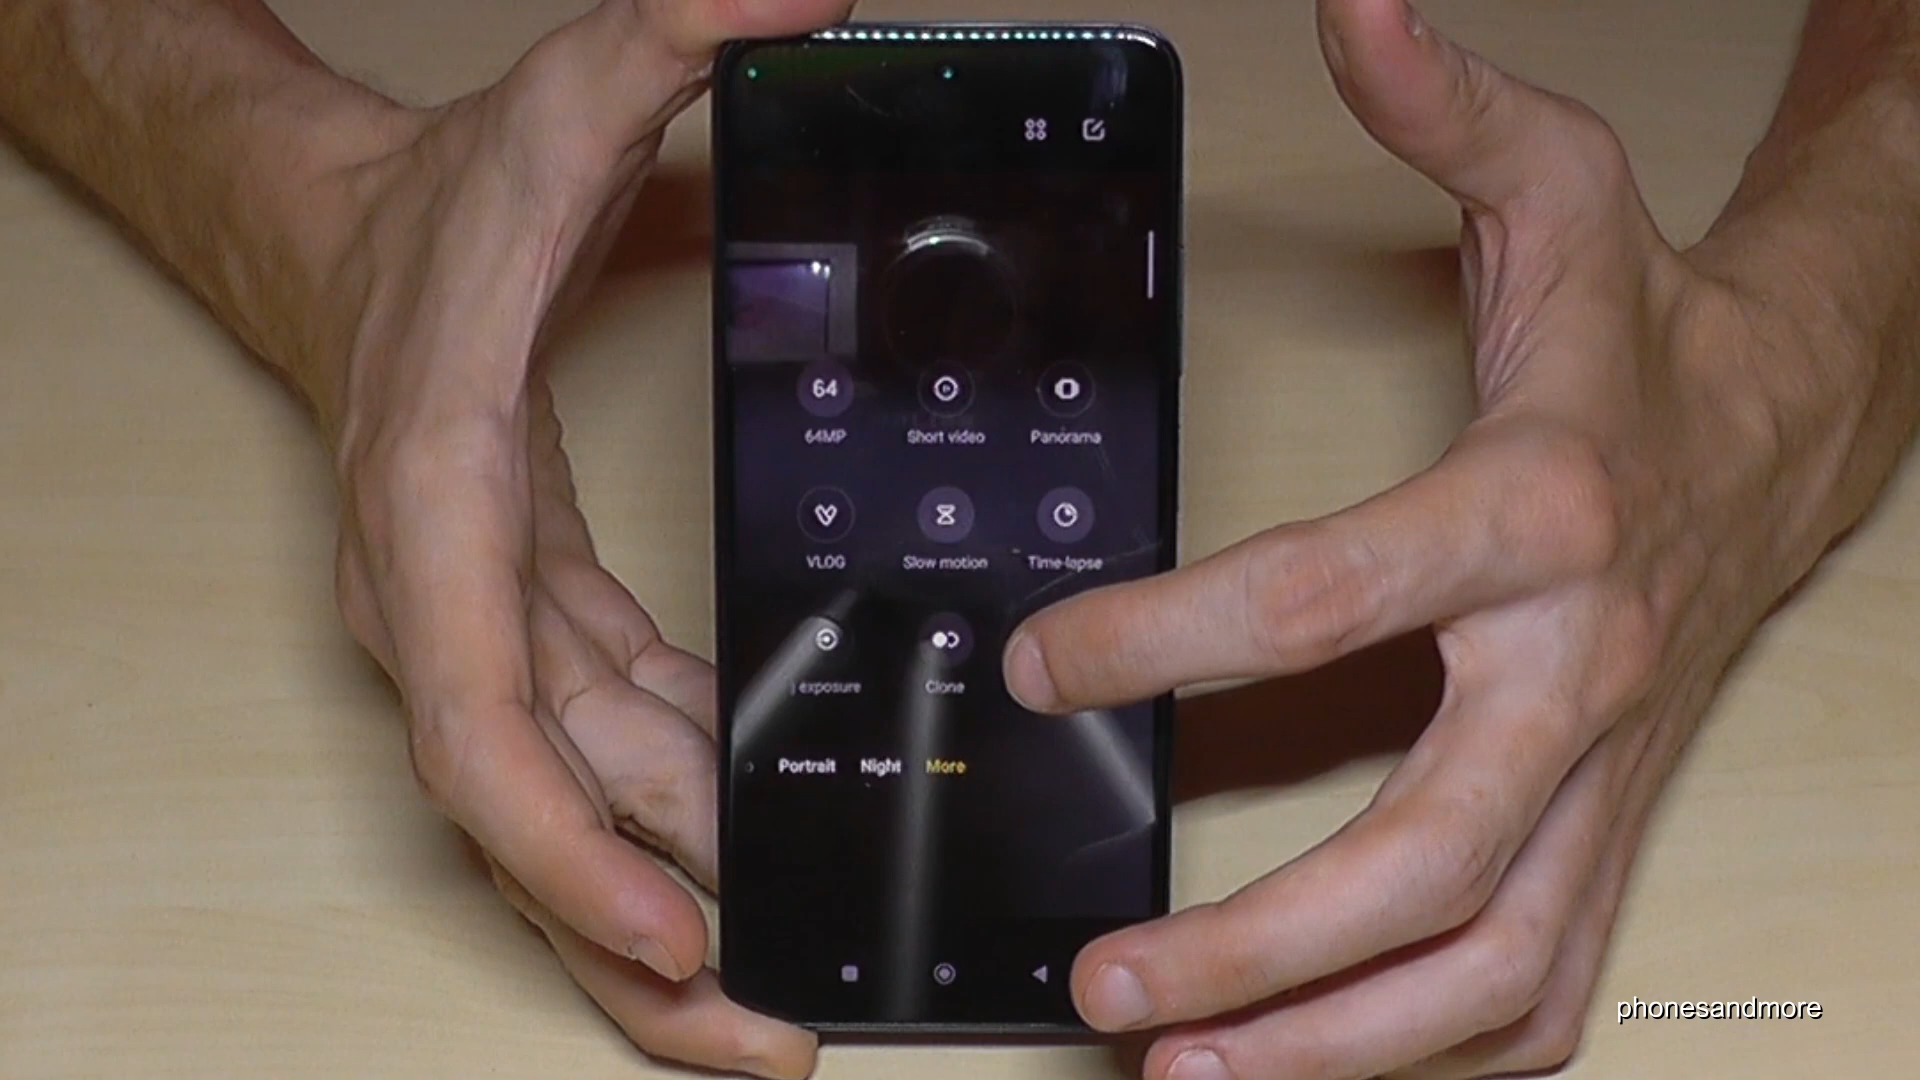 64
64MP
Short video
Panorama
VLOG
Slow motion
Time-lapse
exposure
Clone
Portrait
Night
More
phonesandmore